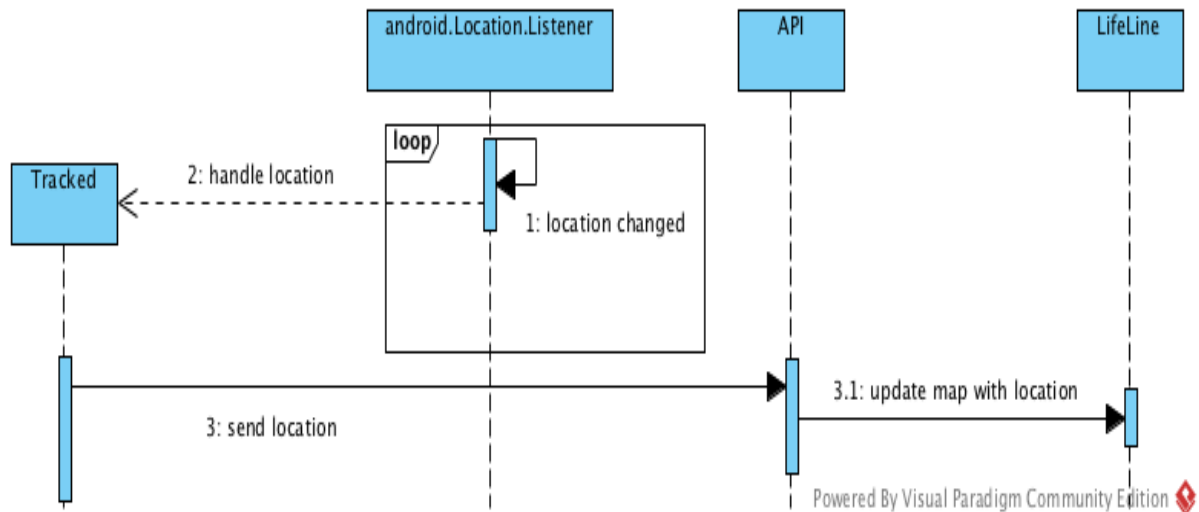 android.Location.Listener
API
LifeLine
loop
Tracked
2: handle location
1: location changed
3.1: update map with location
3: send location
Powered By Visual Paradigm Community Edition